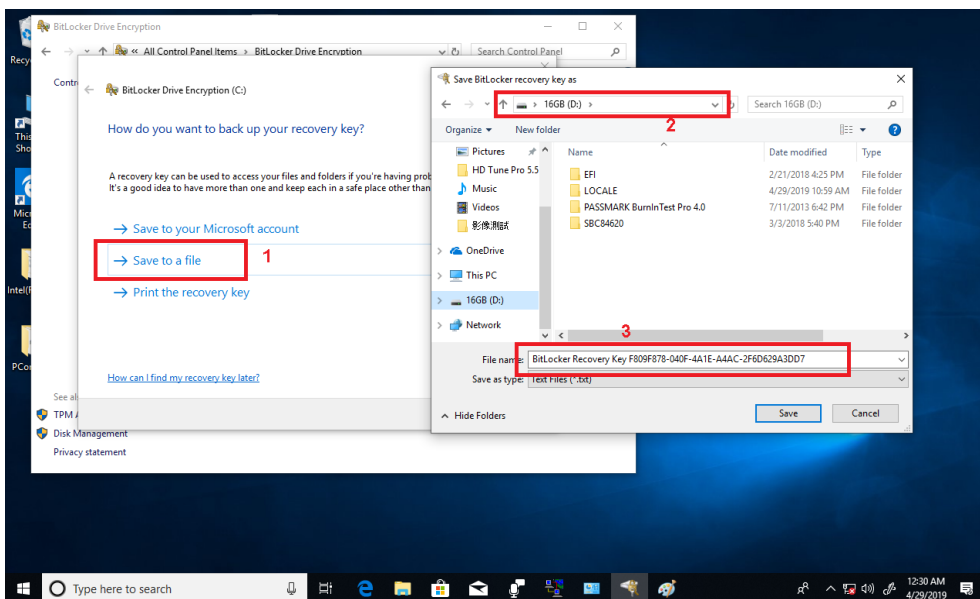 BitLocker Drive Encryption
« All Control Panel Items › BitLocker Drive Encryption
Search Control Panel
BitLocker Drive Encryption (C:)
How do you want to back up your recovery key?
A recovery key can be used to access your files and folders if you're having
It's a good idea to have more than one and keep each in a safe place other than
→ Save to your Microsoft account
→ Save to a file
1
→ Print the recovery key
How can I find my recovery key later?
TPM
Disk Management
Privacy statement
Save BitLocker recovery key as
16GB (D:) ›
2
Search 16GB (D:)
Organize
New folder
Name
Date modified
Type
Pictures
HD Tune Pro 5.5
Music
Videos
影像測試
OneDrive
This PC
16GB (D:)
Network
EFI 2/21/2018 4:25 PM File folder
LOCALE 4/29/2019 10:59 AM File folder
PASSMARK BurnInTest Pro 4.0 7/11/2013 6:42 PM File folder
SBC84620 3/3/2018 5:40 PM File folder
3
File name: BitLocker Recovery Key F809F878-040F-4A1E-A4AC-2F6D629A3DD7
Save as type: Text Files (*.txt)
Hide Folders
Save
Cancel
Type here to search
12:30 AM
4/29/2019